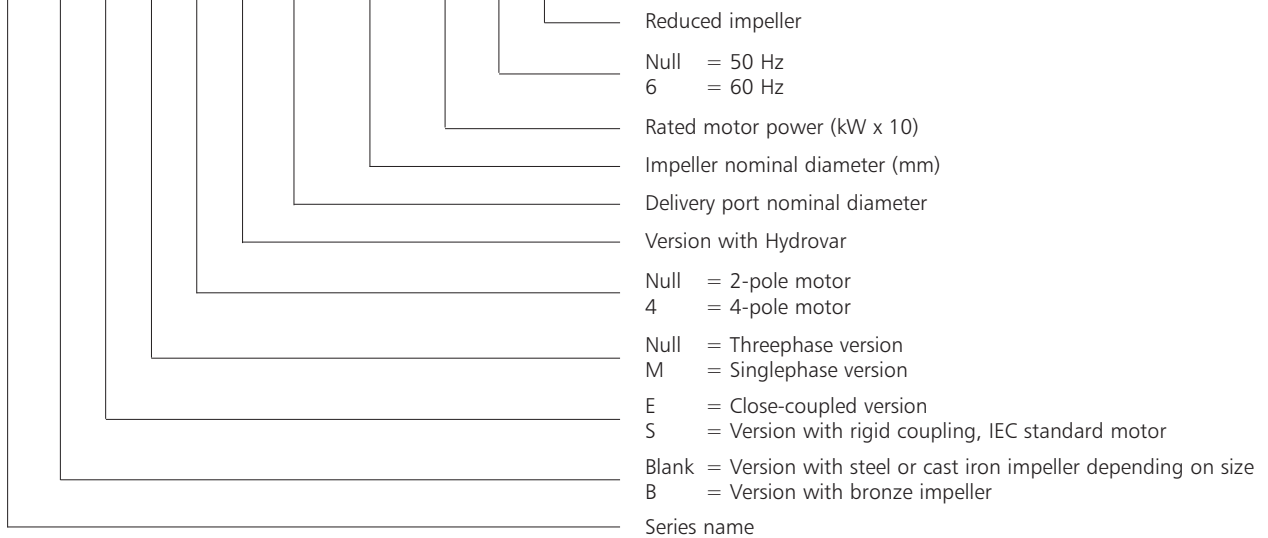 Reduced impeller
Null = 50 Hz
6 = 60 Hz
Rated motor power (kW x 10)
Impeller nominal diameter (mm)
Delivery port nominal diameter
Version with Hydrovar
Null = 2-pole motor
4 = 4-pole motor
Null = Threephase version
M = Singlephase version
E = Close-coupled version
S = Version with rigid coupling, IEC standard motor
Blank = Version with steel or cast iron impeller depending on size
B = Version with bronze impeller
Series name